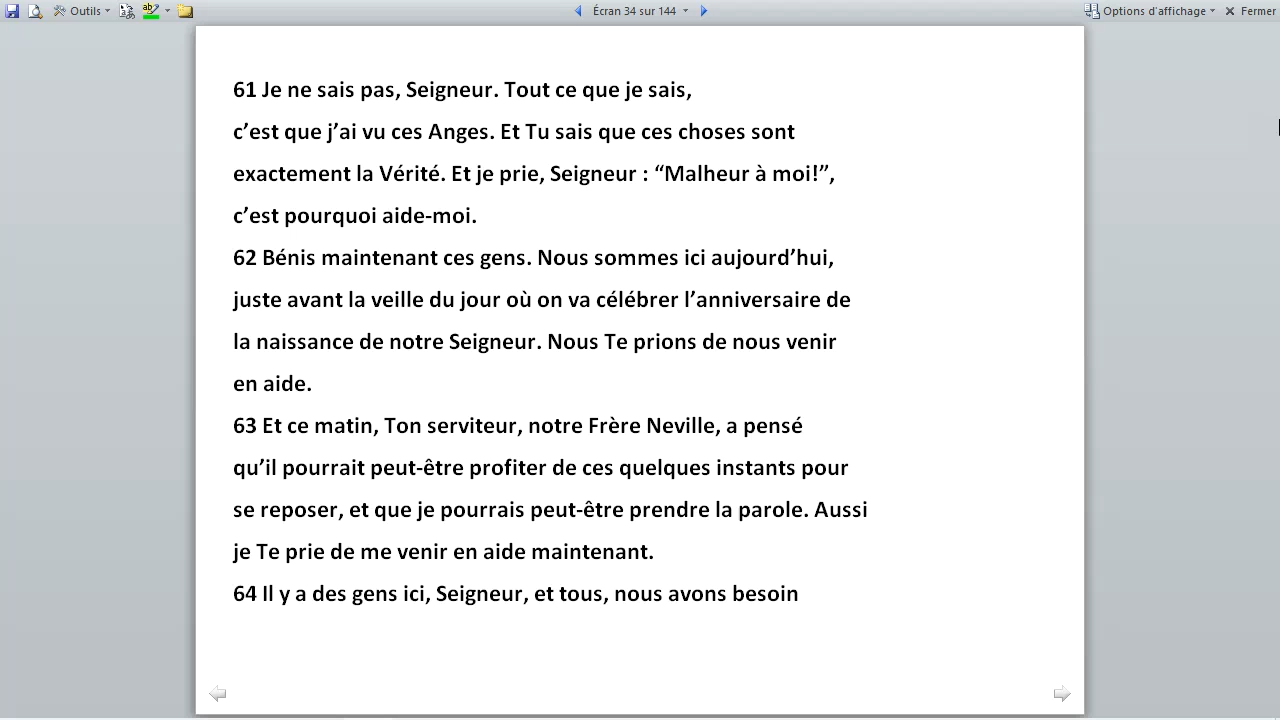 Outils
Écran 34 sur 144
Options d'affichage
Fermer
61 Je ne sais pas, Seigneur. Tout ce que je sais,
c’est que j’ai vu ces Anges. Et Tu sais que ces choses sont
exactement la Vérité. Et je prie, Seigneur : “Malheur à moi!”,
c’est pourquoi aide-moi.
62 Bénis maintenant ces gens. Nous sommes ici aujourd’hui,
juste avant la veille du jour où on va célébrer l’anniversaire de
la naissance de notre Seigneur. Nous Te prions de nous venir
en aide.
63 Et ce matin, Ton serviteur, notre Frère Neville, a pensé
qu’il pourrait peut-être profiter de ces quelques instants pour
se reposer, et que je pourrais peut-être prendre la parole. Aussi
je Te prie de me venir en aide maintenant.
64 Il y a des gens ici, Seigneur, et tous, nous avons besoin